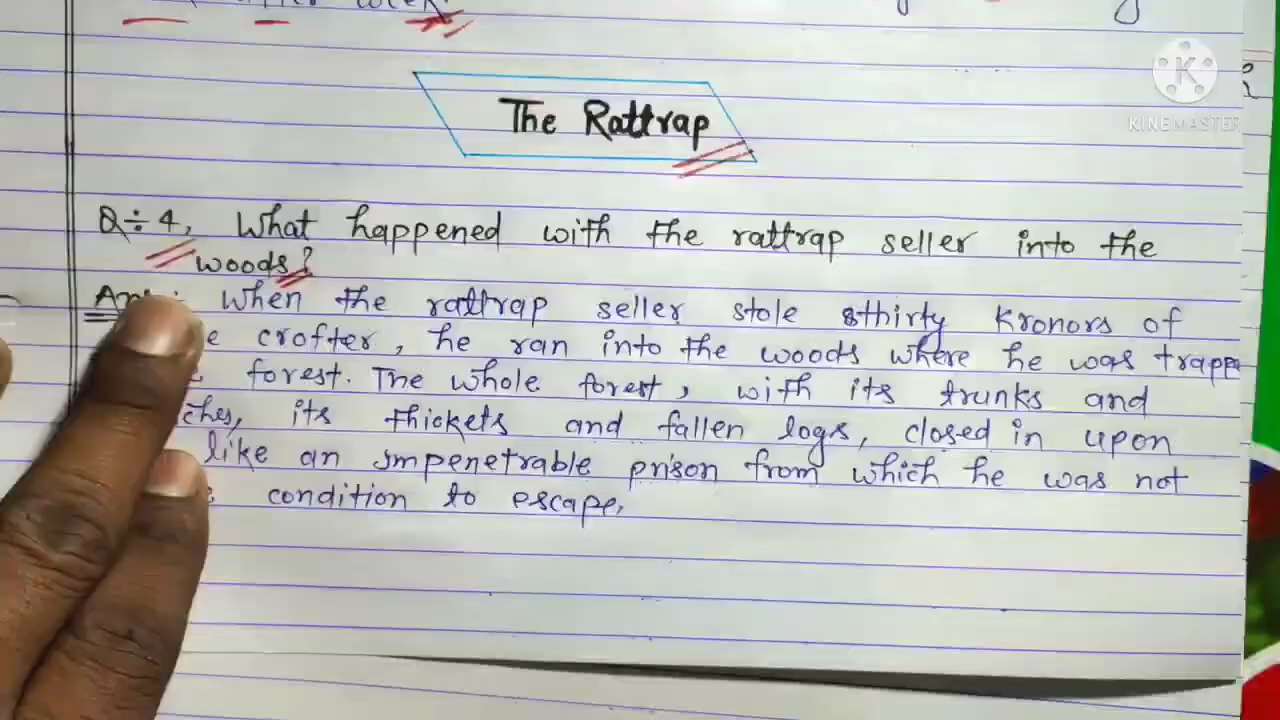 The Rattrap
K
KINEMASTER
Q÷4, What happened with the rattrap seller into the
woods?
Ans: When the rattrap seller stole thirty Kronors of
e crofter, he ran into the woods where he was trappe
forest. The whole forest, with its trunks and
ches, its thickets and fallen logs, closed in upon
like an impenetrable prison from which he was not
condition to escape.